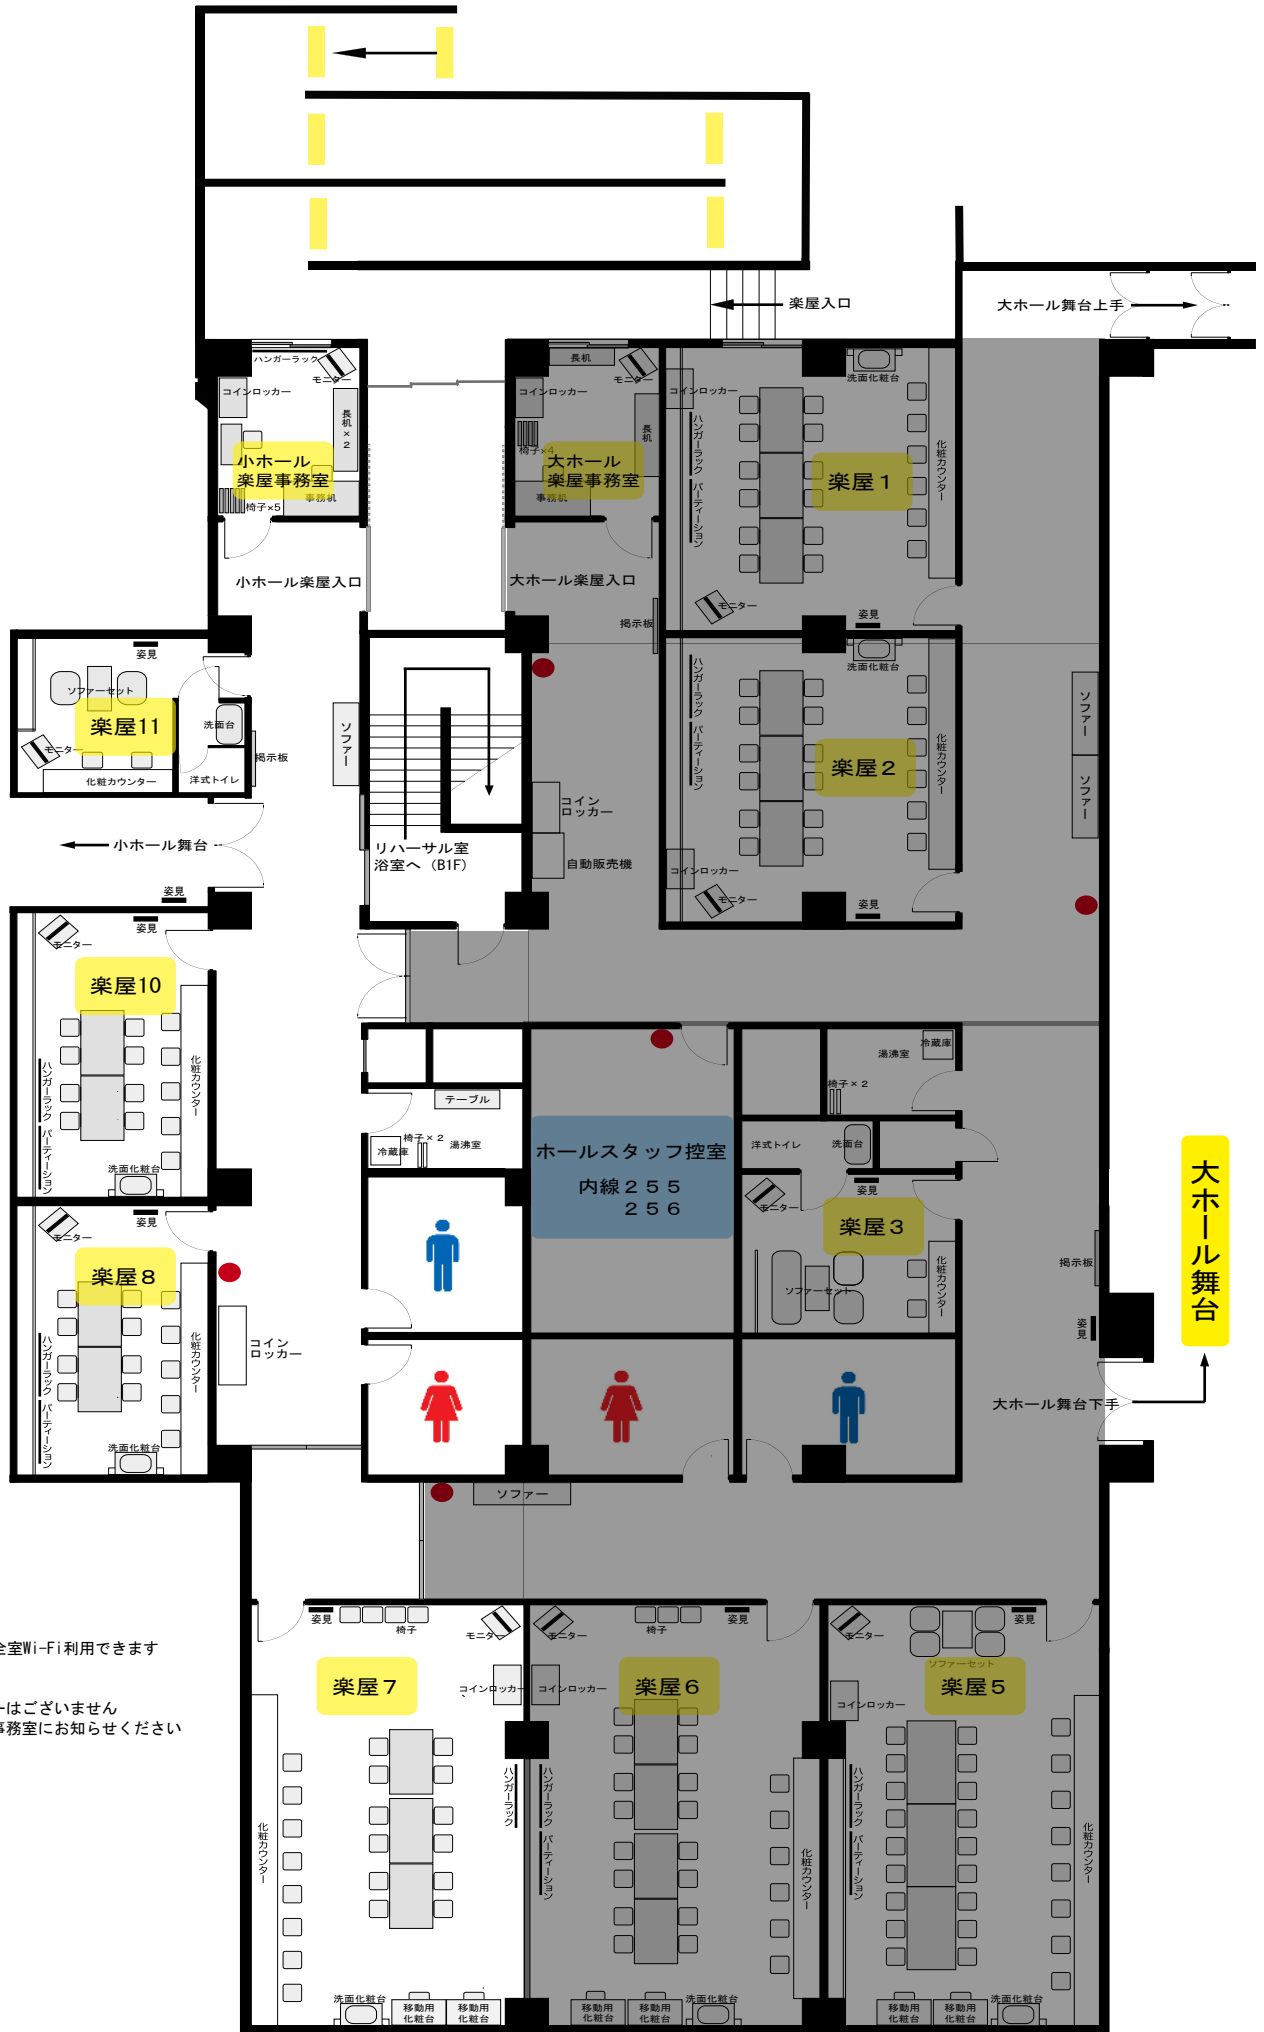 楽屋入口
大ホール舞台上手
ハンガーラック
モニター
コインロッカー
長机×2
小ホール
楽屋事務室
椅子×5
事務机
長机
モニター
コインロッカー
長机
椅子×4
大ホール
楽屋事務室
事務机
コインロッカー
洗面化粧台
ハンガーラック
パーティション
楽屋1
化粧カウンター
モニター
姿見
小ホール楽屋入口
大ホール楽屋入口
掲示板
姿見
ソファーセット
楽屋11
洗面台
モニター
化粧カウンター
洋式トイレ
掲示板
ソファー
ハンガーラック
パーティション
洗面化粧台
楽屋2
化粧カウンター
コインロッカー
モニター
姿見
ソファー
ソファー
コイン
ロッカー
自動販売機
リハーサル室
浴室へ (B1F)
小ホール舞台
姿見
姿見
モニター
楽屋10
化粧カウンター
ハンガーラック
パーティション
洗面化粧台
テーブル
椅子×2
湯沸室
冷蔵庫
湯沸室
冷蔵庫
椅子×2
ホールスタッフ控室
内線255
256
洋式トイレ
洗面台
姿見
モニター
楽屋3
ソファーセット
化粧カウンター
掲示板
姿見
大ホール舞台
大ホール舞台下手
モニター
姿見
楽屋8
化粧カウンター
ハンガーラック
パーティション
洗面化粧台
コイン
ロッカー
ソファー
全室Wi-Fi利用できます
ーはございません
事務室にお知らせください
姿見
椅子
モニター
楽屋7
コインロッカー
ハンガーラック
化粧カウンター
洗面化粧台
移動用
化粧台
移動用
化粧台
モニター
椅子
姿見
コインロッカー
楽屋6
ハンガーラック
パーティション
化粧カウンター
移動用
化粧台
移動用
化粧台
洗面化粧台
モニター
姿見
ソファーセット
コインロッカー
楽屋5
ハンガーラック
パーティション
化粧カウンター
移動用
化粧台
移動用
化粧台
洗面化粧台